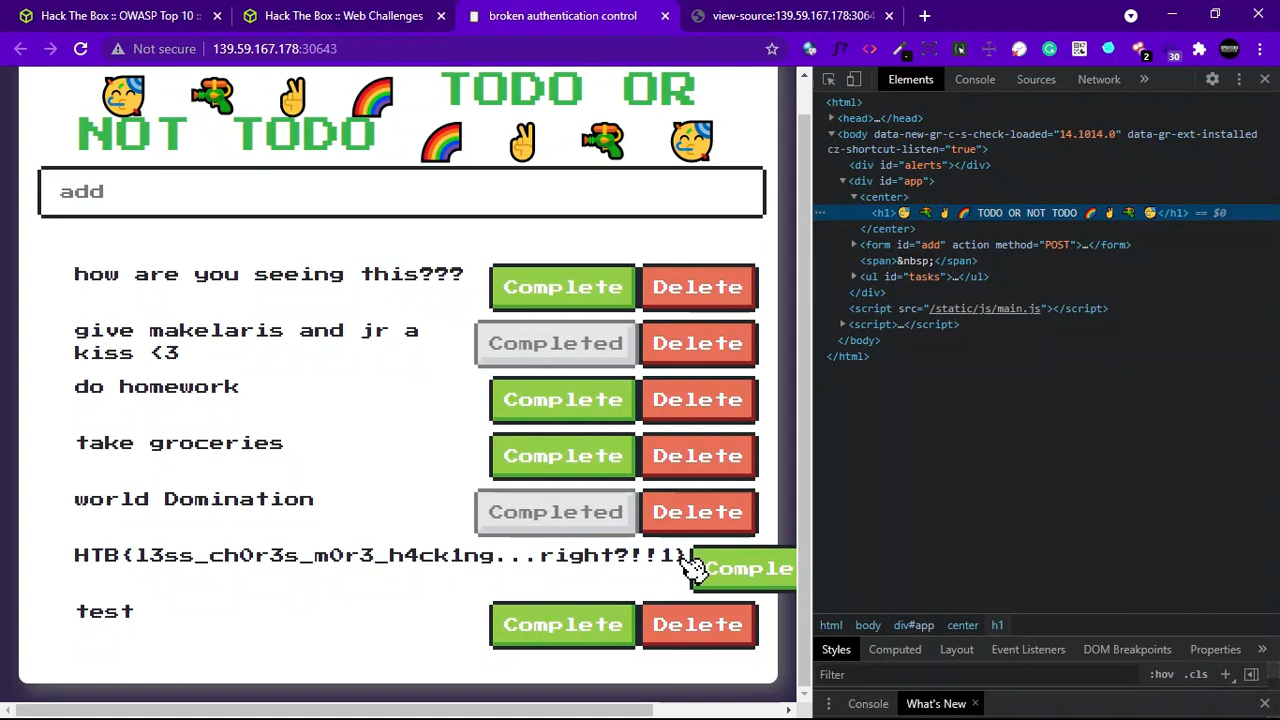 Hack The Box :: OWASP Top 10 ::
Hack The Box :: Web Challenges
broken authentication control
view-source:139.59.167.178:3064
Not secure 139.59.167.178:30643
2
30
TODO OR
NOT TODO
add
how are you seeing this???
Complete
Delete
give makelaris and jr a
kiss <3
Completed
Delete
do homework
Complete
Delete
take groceries
Complete
Delete
world Domination
Completed
Delete
HTB{l3ss_ch0r3s_m0r3_h4ck1ng...right?!!1}
Comple
test
Complete
Delete
Elements Console Sources Network »
<html>
<head>…</head>
<body data-new-gr-c-s-check-loaded="14.1014.0" data-gr-ext-installed
cz-shortcut-listen="true">
<div id="alerts"></div>
<div id="app">
<center>
<h1> TODO OR NOT TODO </h1> == $0
</center>
<form id="add" action method="POST">…</form>
<span>&nbsp;</span>
<ul id="tasks">…</ul>
</div>
<script src="/static/js/main.js"></script>
<script>…</script>
</body>
</html>
html body div#app center h1
Styles Computed Layout Event Listeners DOM Breakpoints Properties »
Filter :hov .cls +
Console What's New